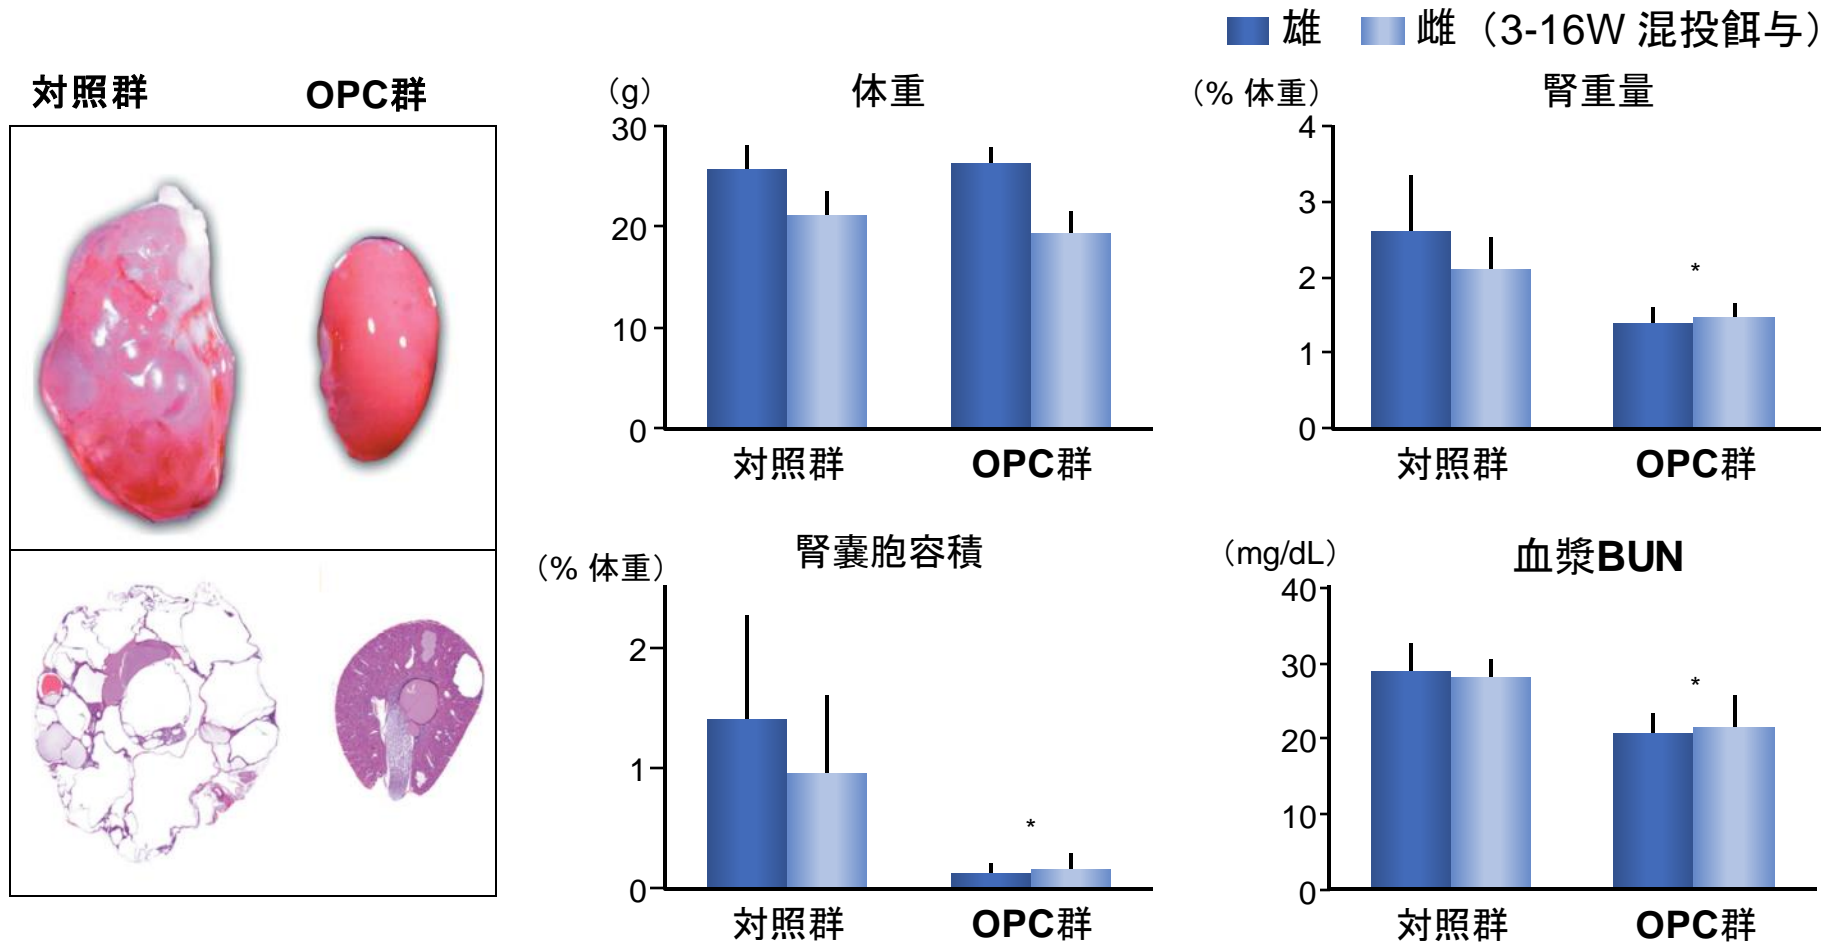 雄 雌（3-16W 混投餌与）
対照群 OPC群
（g） 体重
30
20
10
0
対照群 OPC群
（% 体重） 腎重量
4
3
2
1
0
*
対照群 OPC群
（% 体重） 腎嚢胞容積
2
1
0
*
対照群 OPC群
（mg/dL） 血漿BUN
40
30
20
10
0
*
対照群 OPC群